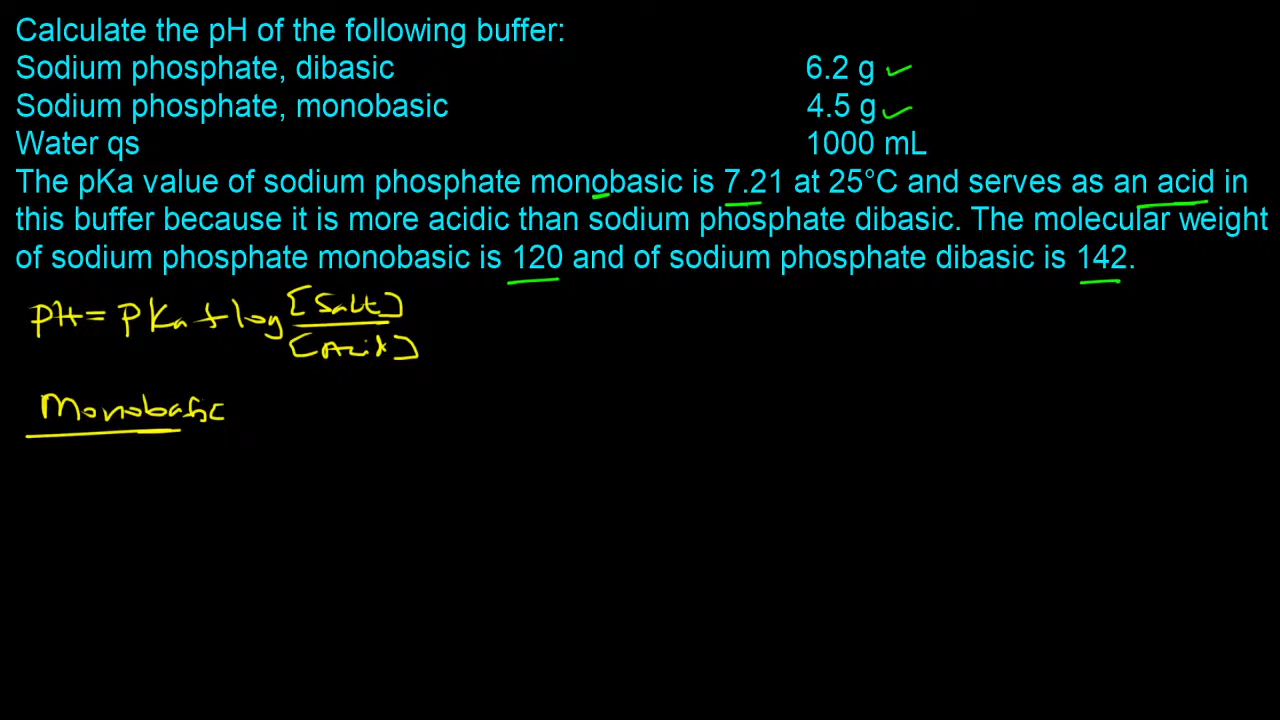 Calculate the pH of the following buffer:
Sodium phosphate, dibasic 6.2 g ✓
Sodium phosphate, monobasic 4.5 g ✓
Water qs 1000 mL
The pKa value of sodium phosphate monobasic is 7.21 at 25°C and serves as an acid in
this buffer because it is more acidic than sodium phosphate dibasic. The molecular weight
of sodium phosphate monobasic is 120 and of sodium phosphate dibasic is 142.
pH = pKa + log [Salt]
[Acid]
Monobasic